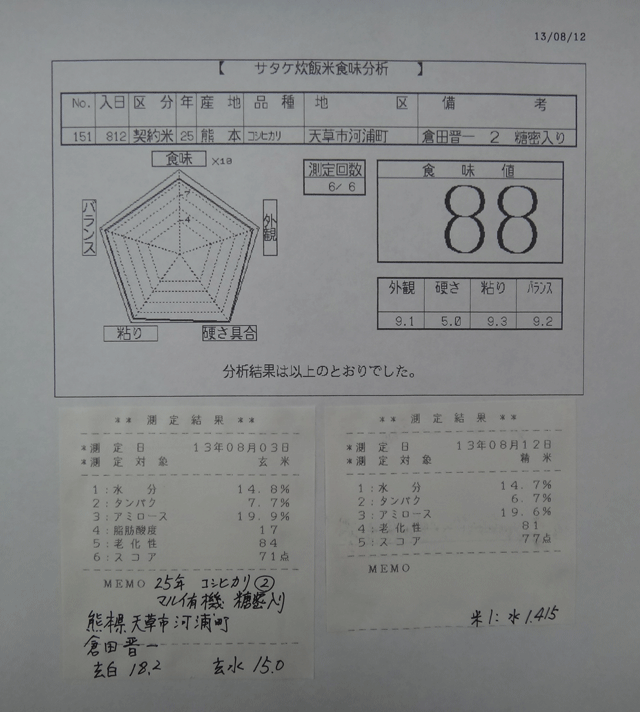 13/08/12
【 サタケ炊飯米食味分析 】
No. 入日 区分 年 産地 品種 地区 備考
151 812 契約米 25 熊本 コシヒカリ 天草市河浦町 倉田晋一 2 糖密入り
食味 ×10
7
4
バランス
外観
粘り
硬さ具合
測定回数
6/ 6
食味値
88
外観 硬さ 粘り バランス
9.1 5.0 9.3 9.2
分析結果は以上のとおりでした。
** 測定結果 **
*測定日 13年08月03日
*測定対象 玄米
1:水分 14.8%
2:タンパク 7.7%
3:アミロース 19.9%
4:脂肪酸度 17
5:老化性 84
6:スコア 71点
MEMO 25年 コシヒカリ②
マルイ有機 糖密入り
熊本県天草市河浦町
倉田晋一
玄白 18.2 玄水 15.0
** 測定結果 **
*測定日 13年08月12日
*測定対象 精米
1:水分 14.7%
2:タンパク 6.7%
3:アミロース 19.6%
4:老化性 81
5:スコア 77点
MEMO
米1:水1.415